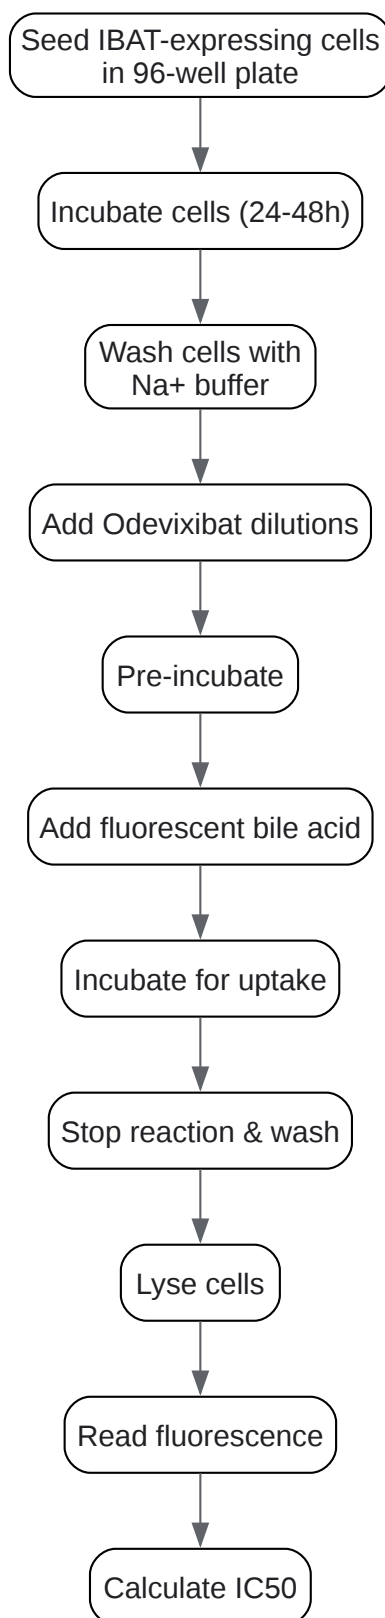 Seed IBAT-expressing cells
in 96-well plate
Incubate cells (24-48h)
Wash cells with
Na+ buffer
Add Odevixibat dilutions
Pre-incubate
Add fluorescent bile acid
Incubate for uptake
Stop reaction & wash
Lyse cells
Read fluorescence
Calculate IC50